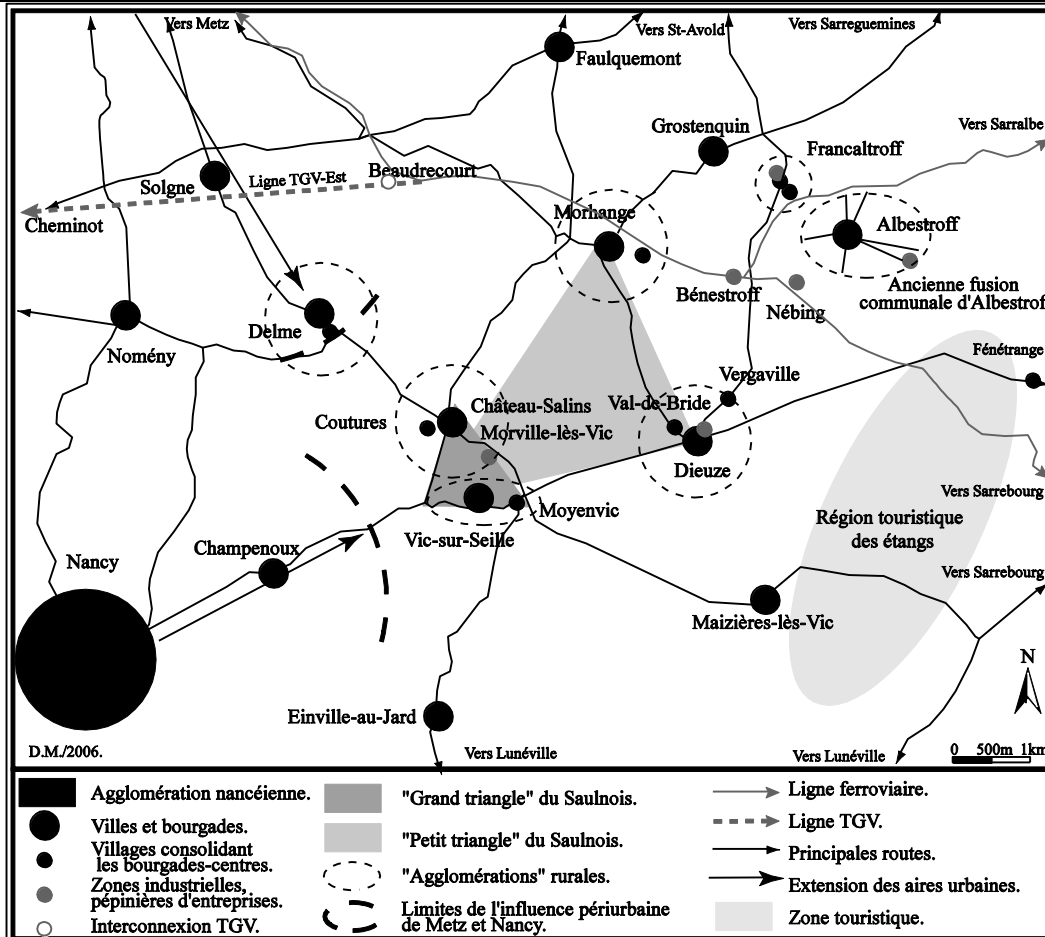 Vers Metz
Vers St-Avold
Vers Sarreguemines
Faulquemont
Grostenquin
Vers Sarralbe
Francaltroff
Beaudrecourt
Ligne TGV-Est
Solgne
Cheminot
Morhange
Albestroff
Ancienne fusion
communale d'Albestrof
Bénestroff
Nébing
Delme
Nomény
Fénétrange
Vergaville
Val-de-Bride
Château-Salins
Morville-lès-Vic
Coutures
Dieuze
Vers Sarrebourg
Moyenvic
Région touristique
des étangs
Vic-sur-Seille
Champenoux
Nancy
Vers Sarrebourg
Maizières-lès-Vic
N
Einville-au-Jard
D.M./2006.
Vers Lunéville
Vers Lunéville
0 500m 1km
Agglomération nancéienne.
Villes et bourgades.
Villages consolidant
les bourgades-centres.
Zones industrielles,
pépinières d'entreprises.
Interconnexion TGV.
"Grand triangle" du Saulnois.
"Petit triangle" du Saulnois.
"Agglomérations" rurales.
Limites de l'influence périurbaine
de Metz et Nancy.
Ligne ferroviaire.
Ligne TGV.
Principales routes.
Extension des aires urbaines.
Zone touristique.